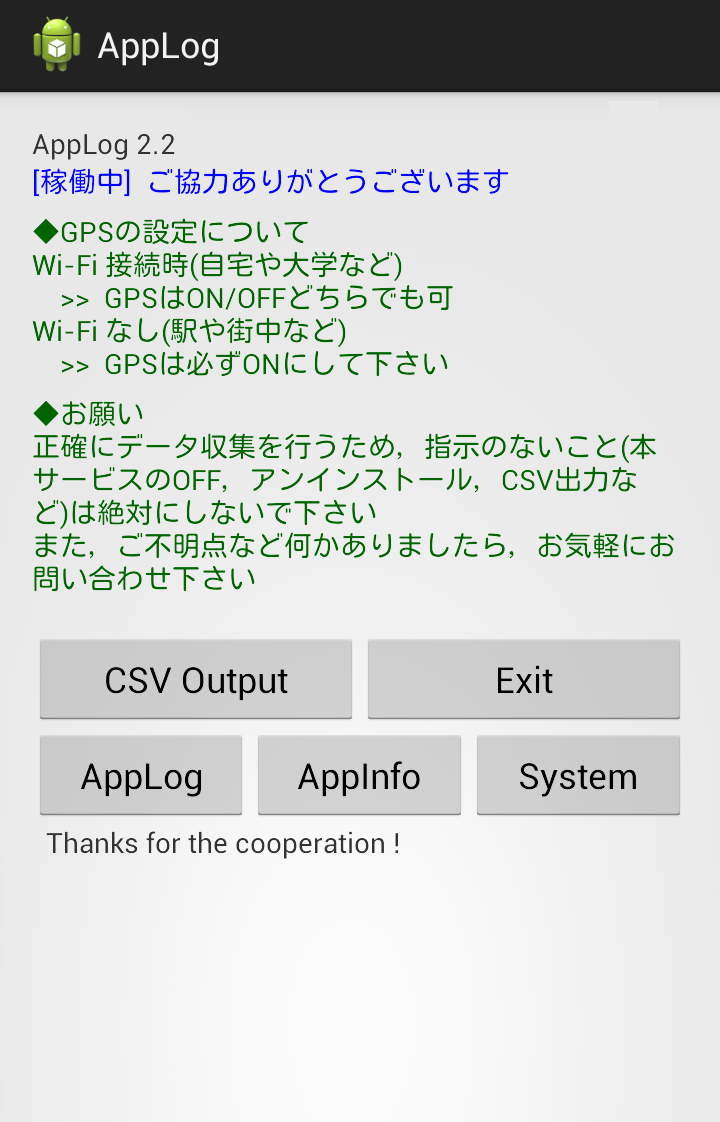 AppLog
AppLog 2.2
[稼働中] ご協力ありがとうございます
◆GPSの設定について
Wi-Fi 接続時(自宅や大学など)
>> GPSはON/OFFどちらでも可
Wi-Fi なし(駅や街中など)
>> GPSは必ずONにして下さい
◆お願い
正確にデータ収集を行うため，指示のないこと(本
サービスのOFF，アンインストール，CSV出力な
ど)は絶対にしないで下さい
また，ご不明点など何かありましたら，お気軽にお
問い合わせ下さい
CSV Output Exit
AppLog AppInfo System
Thanks for the cooperation !